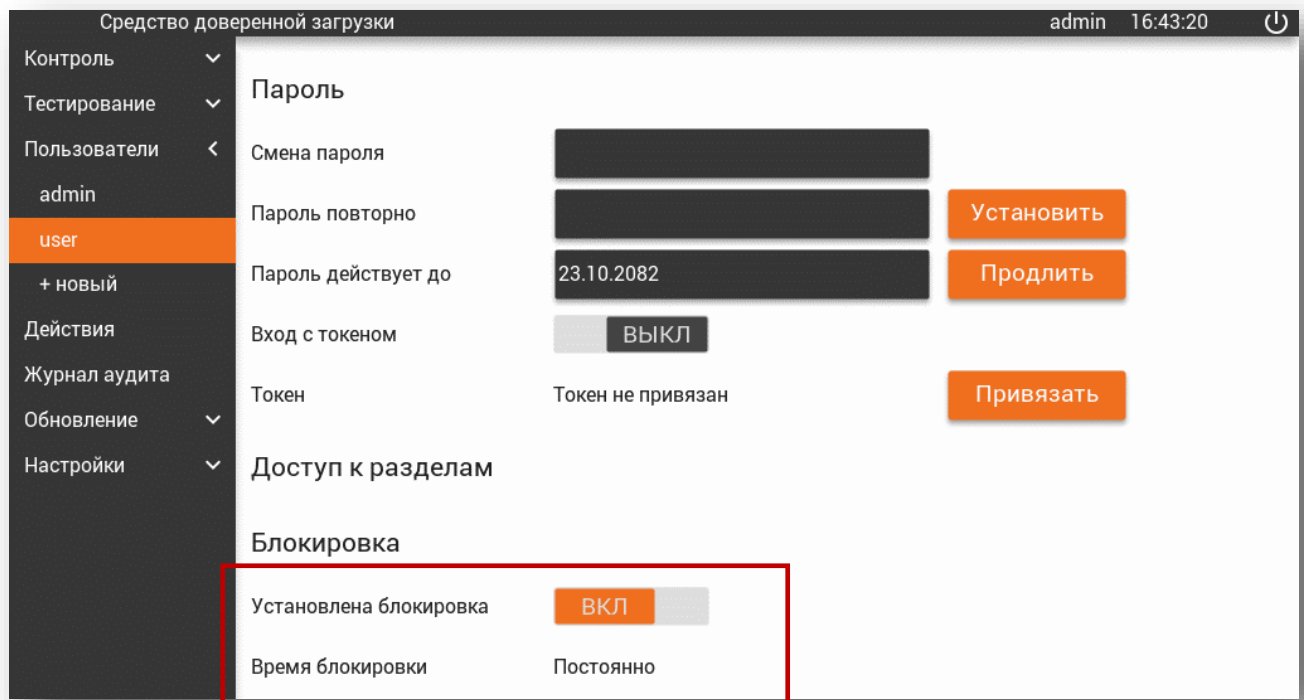 Средство доверенной загрузки admin 16:43:20
Контроль
Тестирование
Пользователи
admin
user
+ новый
Действия
Журнал аудита
Обновление
Настройки
Пароль
Смена пароля
Пароль повторно Установить
Пароль действует до 23.10.2082 Продлить
Вход с токеном ВЫКЛ
Токен Токен не привязан Привязать
Доступ к разделам
Блокировка
Установлена блокировка ВКЛ
Время блокировки Постоянно